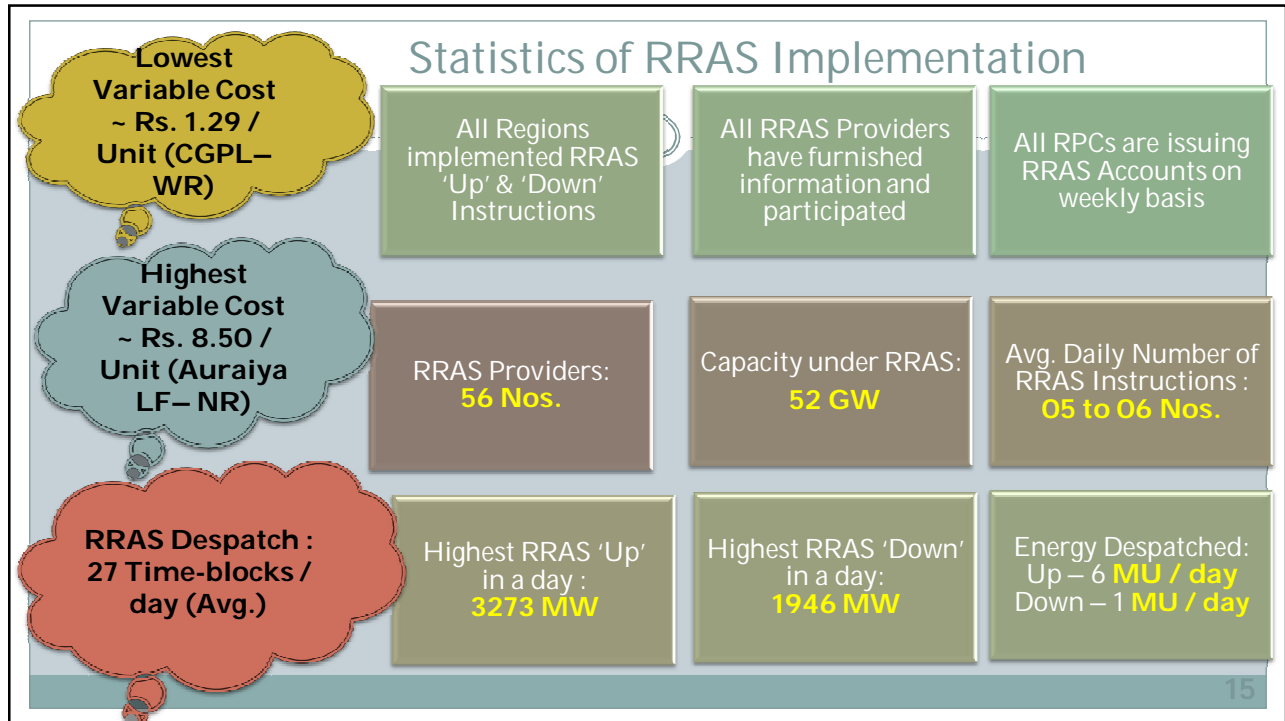 Statistics of RRAS Implementation
Lowest
Variable Cost
~ Rs. 1.29 /
Unit (CGPL–
WR)
All Regions
implemented RRAS
‘Up’ & ‘Down’
Instructions
All RRAS Providers
have furnished
information and
participated
All RPCs are issuing
RRAS Accounts on
weekly basis
Highest
Variable Cost
~ Rs. 8.50 /
Unit (Auraiya
LF– NR)
RRAS Providers:
56 Nos.
Capacity under RRAS:
52 GW
Avg. Daily Number of
RRAS Instructions :
05 to 06 Nos.
RRAS Despatch :
27 Time-blocks /
day (Avg.)
Highest RRAS ‘Up’
in a day :
3273 MW
Highest RRAS ‘Down’
in a day:
1946 MW
Energy Despatched:
Up – 6 MU / day
Down – 1 MU / day
15